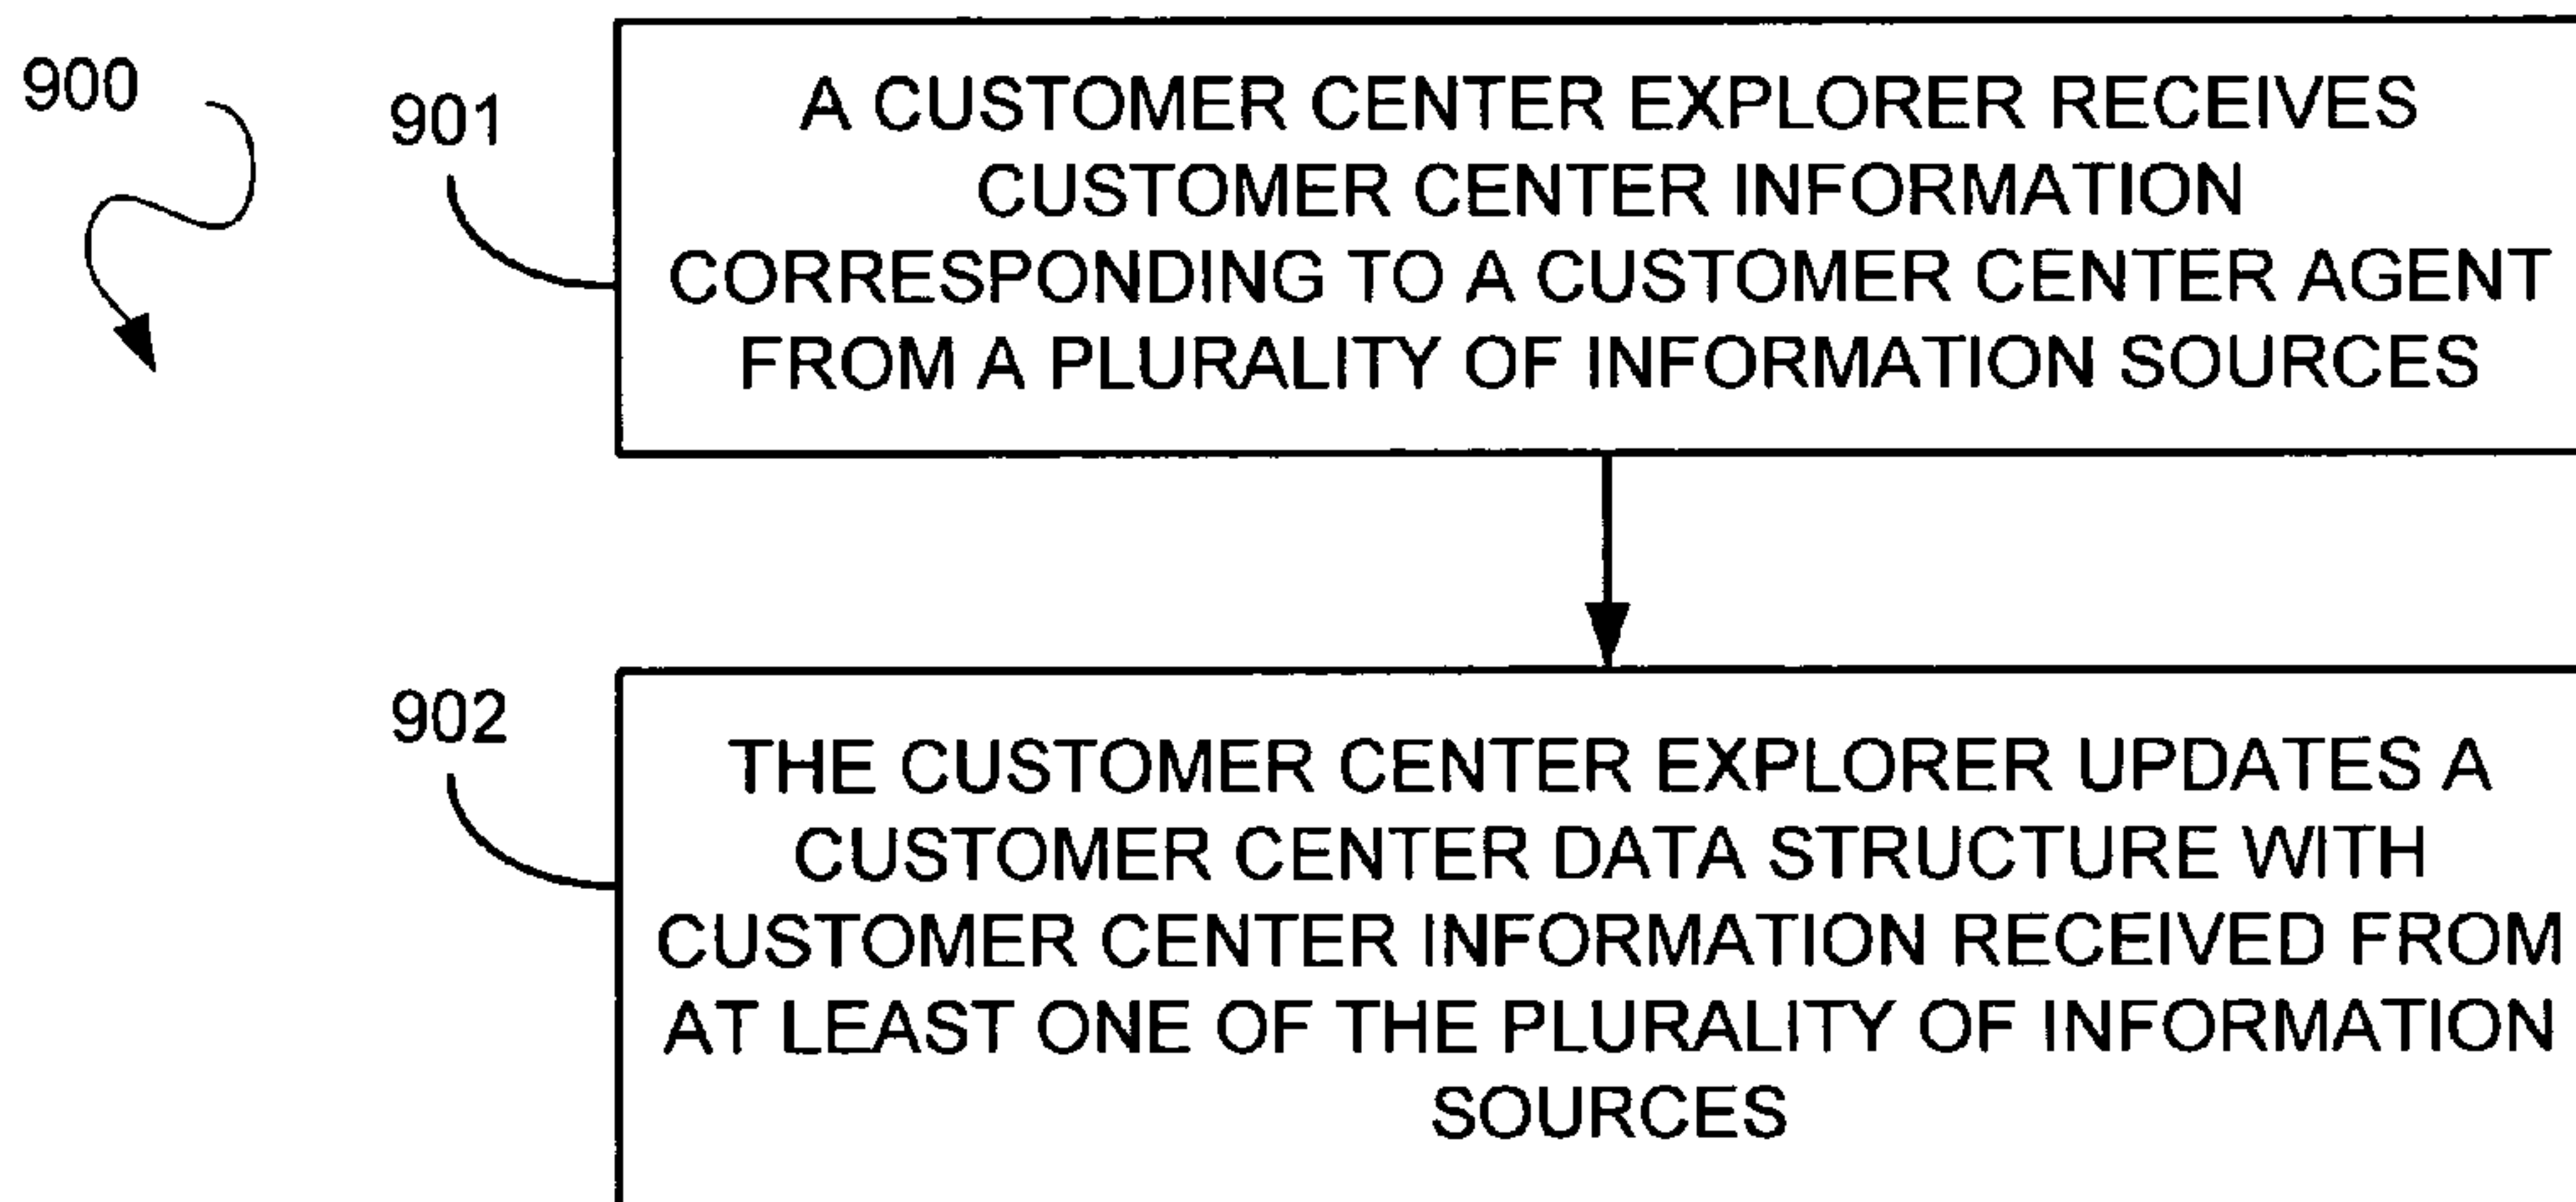 900
901
A CUSTOMER CENTER EXPLORER RECEIVES
CUSTOMER CENTER INFORMATION
CORRESPONDING TO A CUSTOMER CENTER AGENT
FROM A PLURALITY OF INFORMATION SOURCES
902
THE CUSTOMER CENTER EXPLORER UPDATES A
CUSTOMER CENTER DATA STRUCTURE WITH
CUSTOMER CENTER INFORMATION RECEIVED FROM
AT LEAST ONE OF THE PLURALITY OF INFORMATION
SOURCES